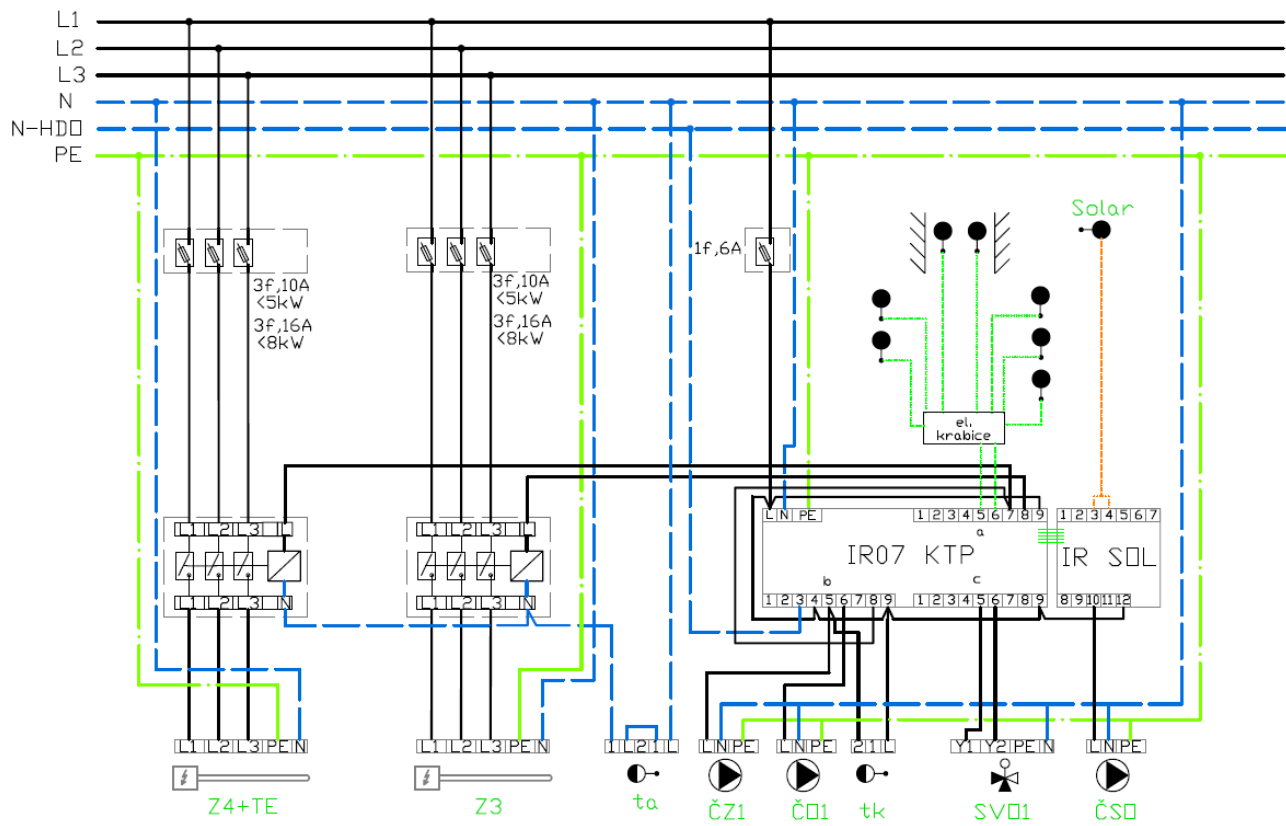 L1
L2
L3
N
N-HDO
PE
Solar
1f,6A
3f,10A
<5kW
3f,16A
<8kW
3f,10A
<5kW
3f,16A
<8kW
el.
krabice
L1 L2 L3 L
L1 L2 L3 L
L N PE
1 2 3 4 5 6 7 8 9
1 2 3 4 5 6 7
a
IR07 KTP
IR SOL
b
c
L1 L2 L3 N
L1 L2 L3 N
1 2 3 4 5 6 7 8 9
1 2 3 4 5 6 7 8 9
8 9 10 11 12
L1 L2 L3 PE N
L1 L2 L3 PE N
1 L2 1 L
L N PE
L N PE
2 1 L
Y1 Y2 PE N
L N PE
Z4+TE
Z3
ta
ČZ1
ČO1
tk
SVO1
ČSO